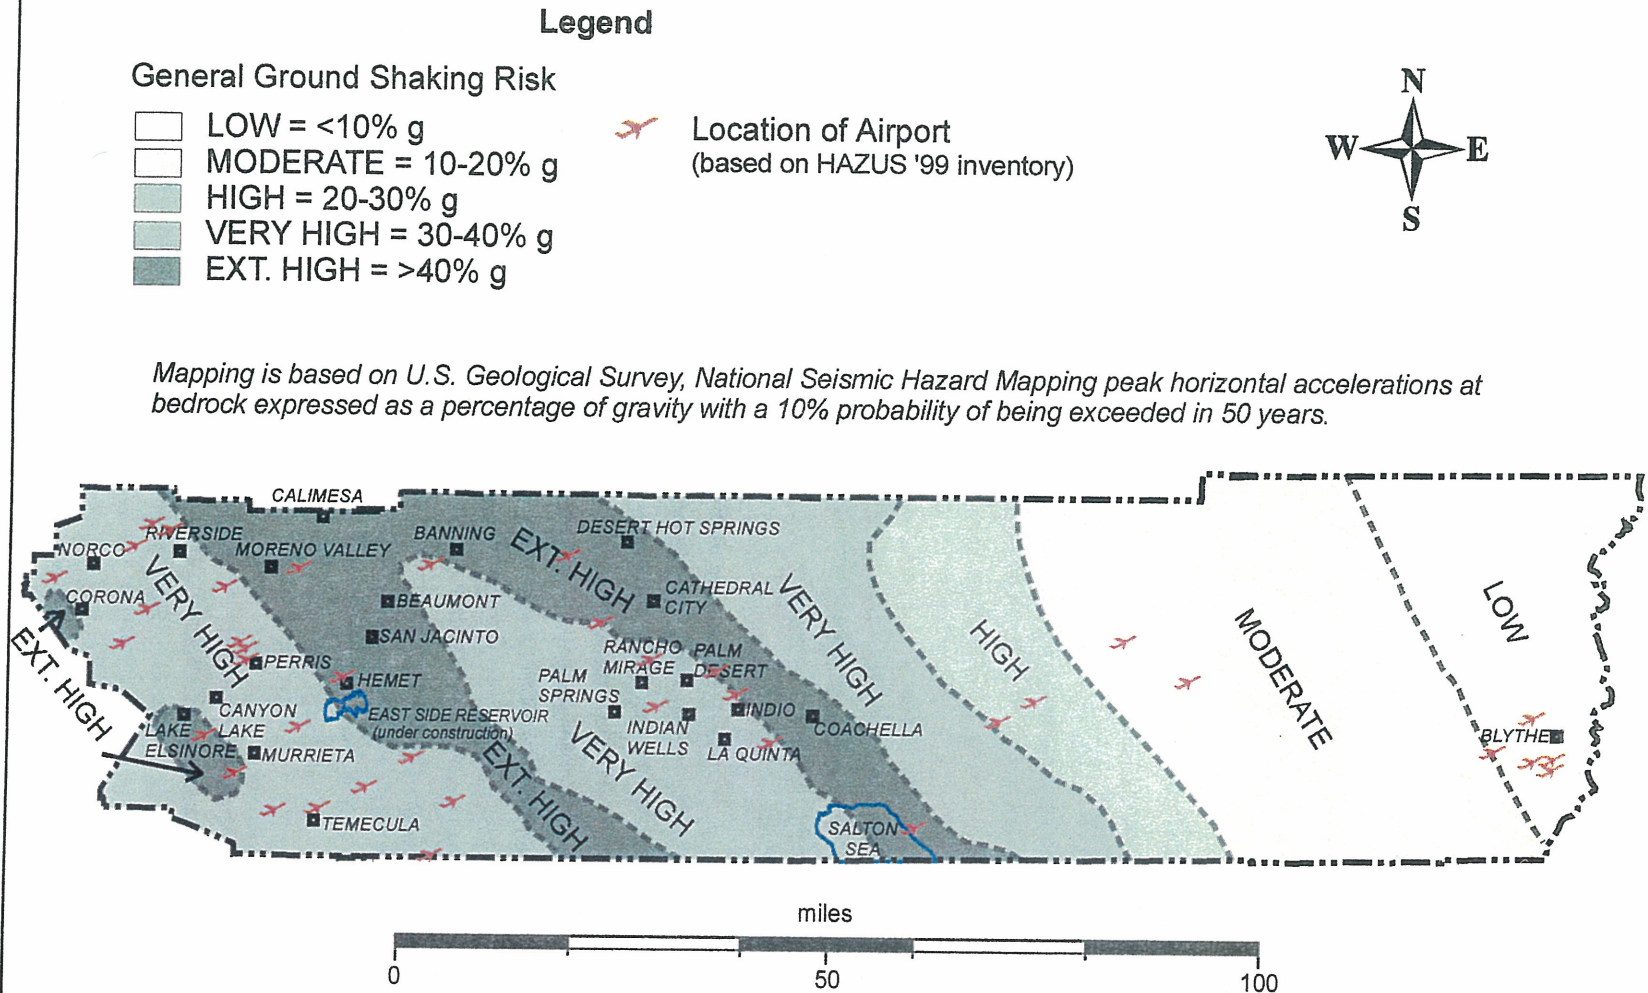 Legend
General Ground Shaking Risk
LOW = <10% g
MODERATE = 10-20% g
HIGH = 20-30% g
VERY HIGH = 30-40% g
EXT. HIGH = >40% g
Location of Airport
(based on HAZUS '99 inventory)
N
W
E
S
Mapping is based on U.S. Geological Survey, National Seismic Hazard Mapping peak horizontal accelerations at
bedrock expressed as a percentage of gravity with a 10% probability of being exceeded in 50 years.
CALIMESA
RIVERSIDE
NORCO
MORENO VALLEY
BANNING
DESERT HOT SPRINGS
EXT. HIGH
CORONA
VERY HIGH
BEAUMONT
CATHEDRAL
CITY
VERY HIGH
HIGH
MODERATE
LOW
EXT. HIGH
SAN JACINTO
PERRIS
HEMET
RANCHO
MIRAGE
PALM
DESERT
PALM
SPRINGS
CANYON
LAKE
EAST SIDE RESERVOIR
(under construction)
LAKE
ELSINORE
MURRIETA
EXT. HIGH
VERY HIGH
INDIAN
WELLS
INDIO
LA QUINTA
COACHELLA
BLYTHE
TEMECULA
SALTON
SEA
miles
0
50
100